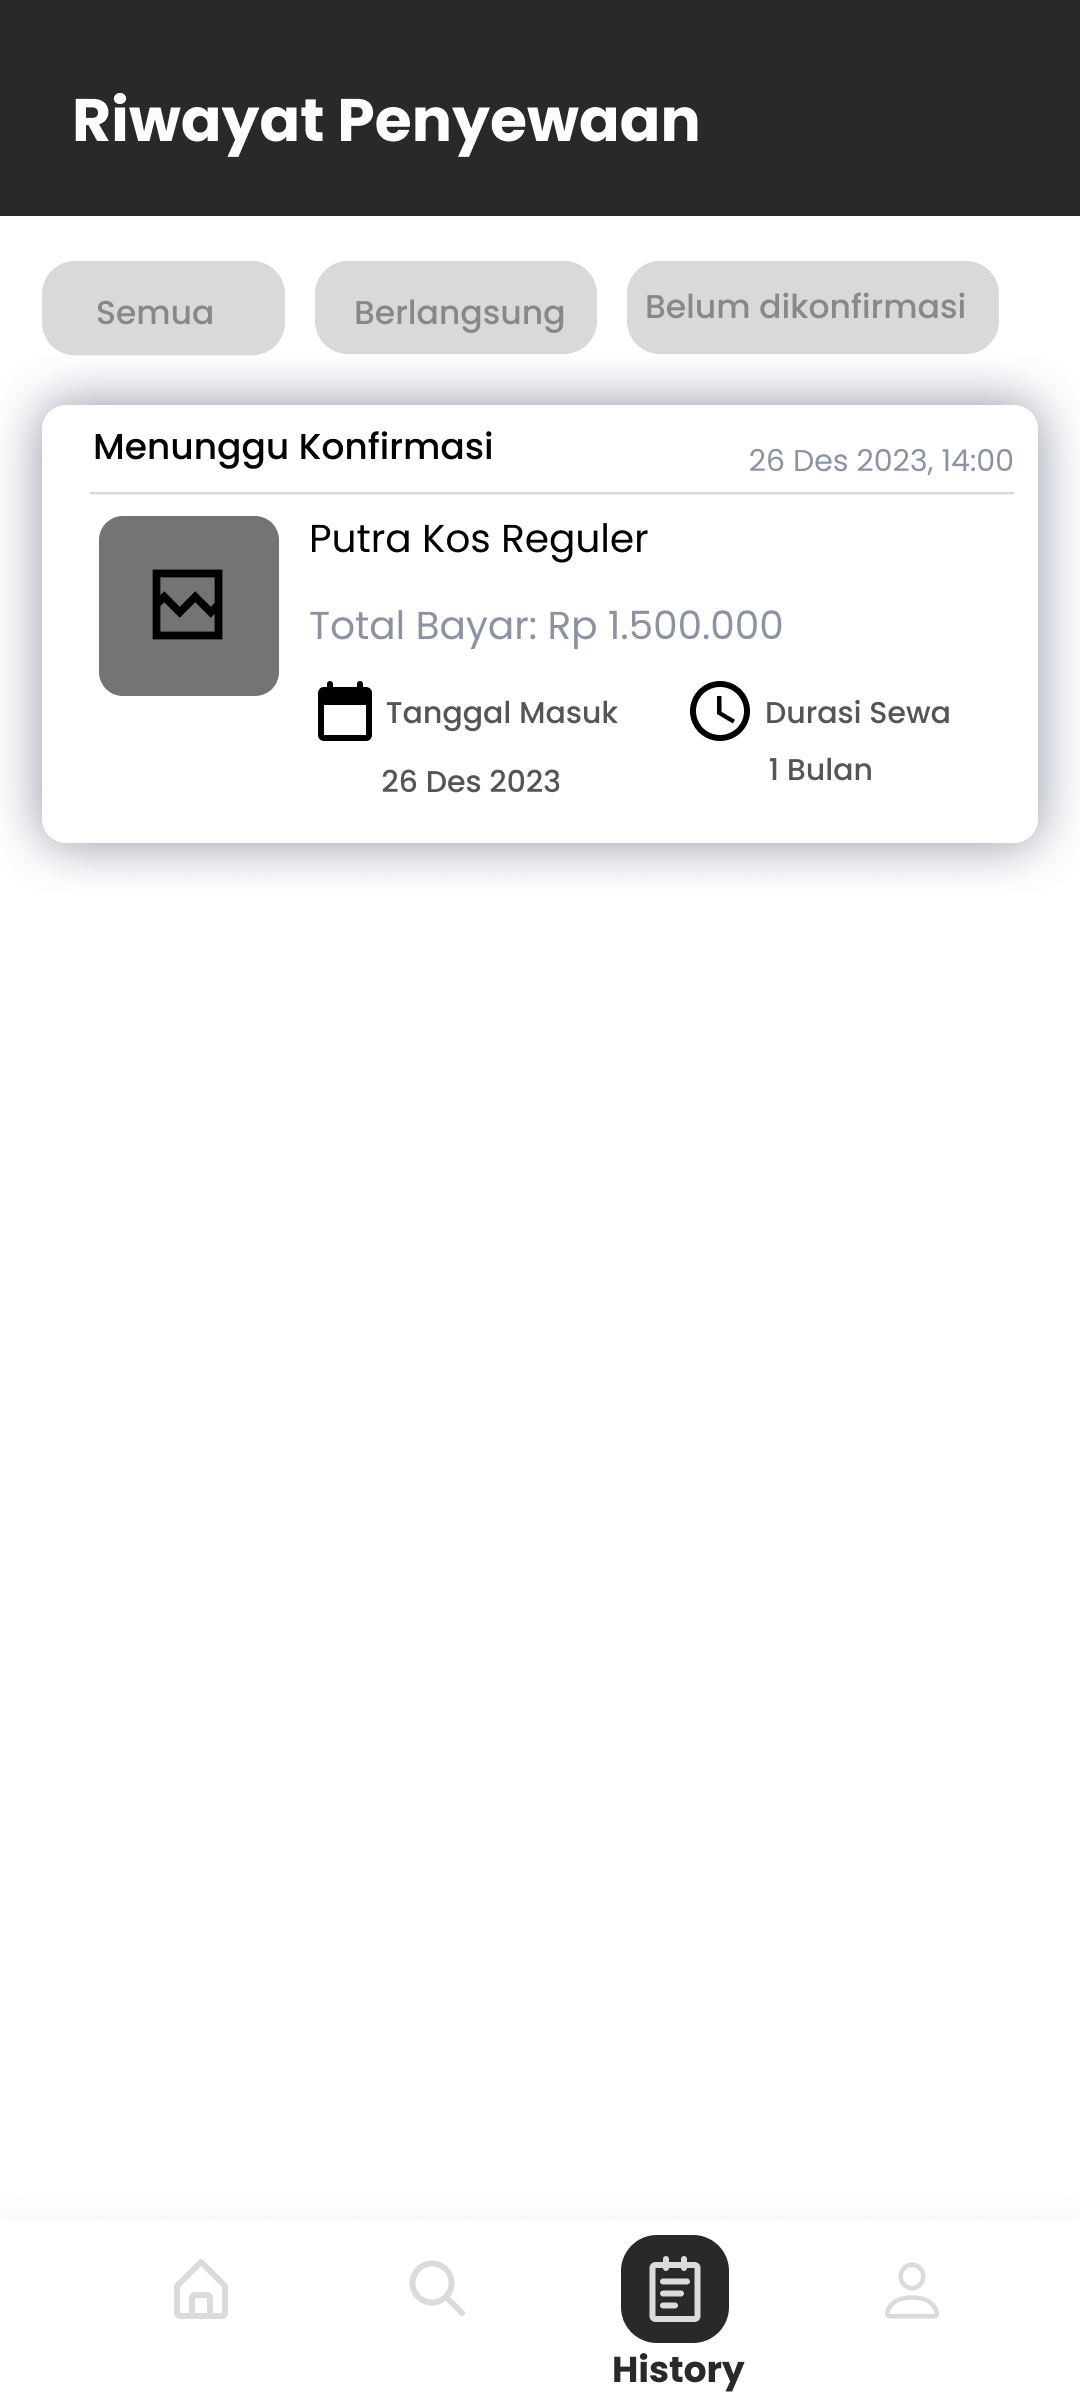 Riwayat Penyewaan
Semua
Berlangsung
Belum dikonfirmasi
Menunggu Konfirmasi
26 Des 2023, 14:00
Putra Kos Reguler
Total Bayar: Rp 1.500.000
Tanggal Masuk
Durasi Sewa
26 Des 2023
1 Bulan
History